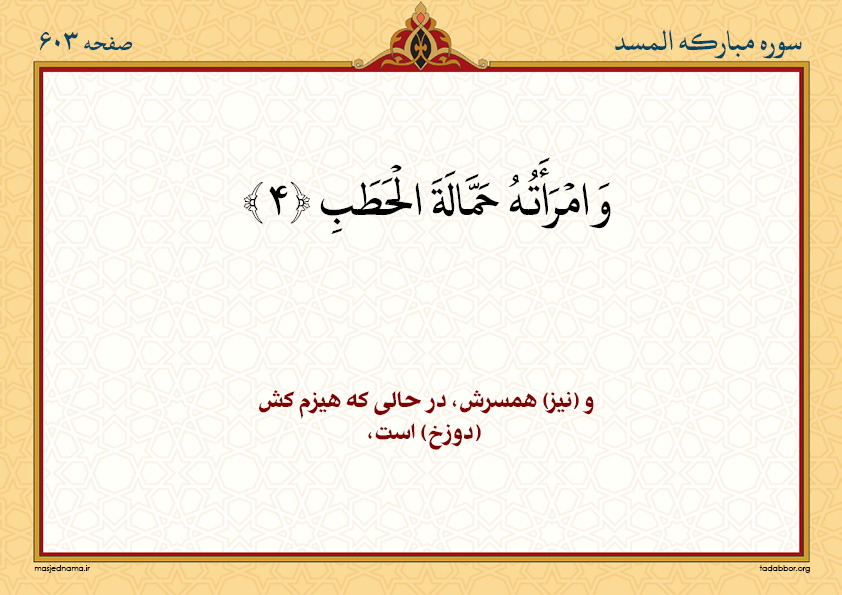 سوره مبارکه المسد
صفحه ۶۰۳
وَ امْرَأَتُهُ حَمَّالَةَ الْحَطَبِ ﴿۴﴾
و (نیز) همسرش، در حالی که هیزم کش
(دوزخ) است،
masjednama.ir
tadabbor.org